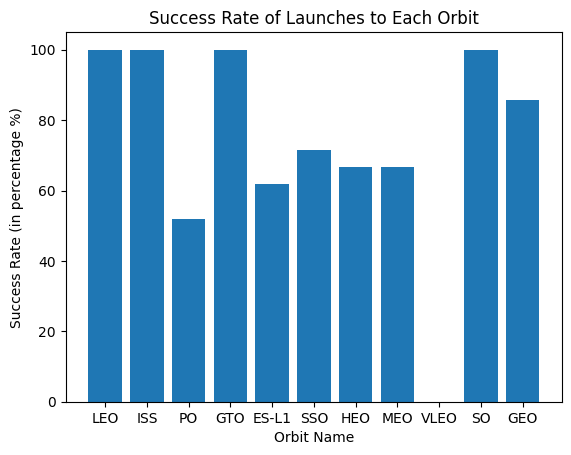 Success Rate of Launches to Each Orbit
Success Rate (in percentage %)
100
80
60
40
20
0
LEO ISS PO GTO ES-L1 SSO HEO MEO VLEO SO GEO
Orbit Name